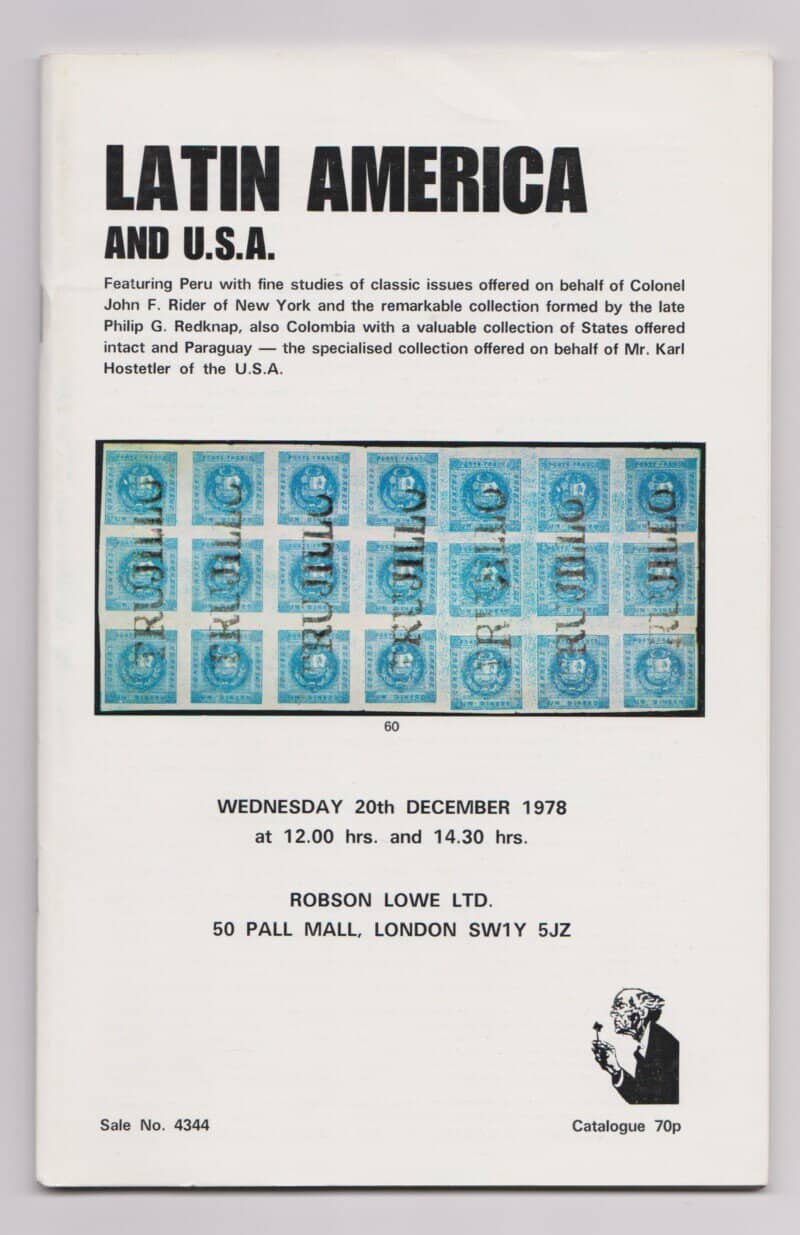 LATIN AMERICA
AND U.S.A.
Featuring Peru with fine studies of classic issues offered on behalf of Colonel
John F. Rider of New York and the remarkable collection formed by the late
Philip G. Redknap, also Colombia with a valuable collection of States offered
intact and Paraguay — the specialised collection offered on behalf of Mr. Karl
Hostetler of the U.S.A.
TRUJILLO TRUJILLO TRUJILLO TRUJILLO TRUJILLO TRUJILLO TRUJILLO
60
WEDNESDAY 20th DECEMBER 1978
at 12.00 hrs. and 14.30 hrs.
ROBSON LOWE LTD.
50 PALL MALL, LONDON SW1Y 5JZ
Sale No. 4344
Catalogue 70p